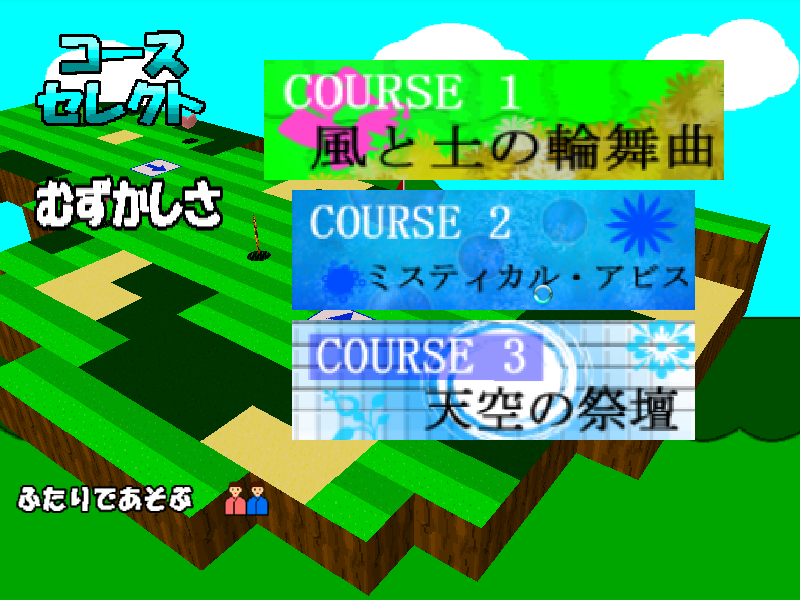 コース
セレクト
むずかしさ
COURSE 1
風と土の輪舞曲
COURSE 2
ミスティカル・アビス
COURSE 3
天空の祭壇
ふたりであそぶ